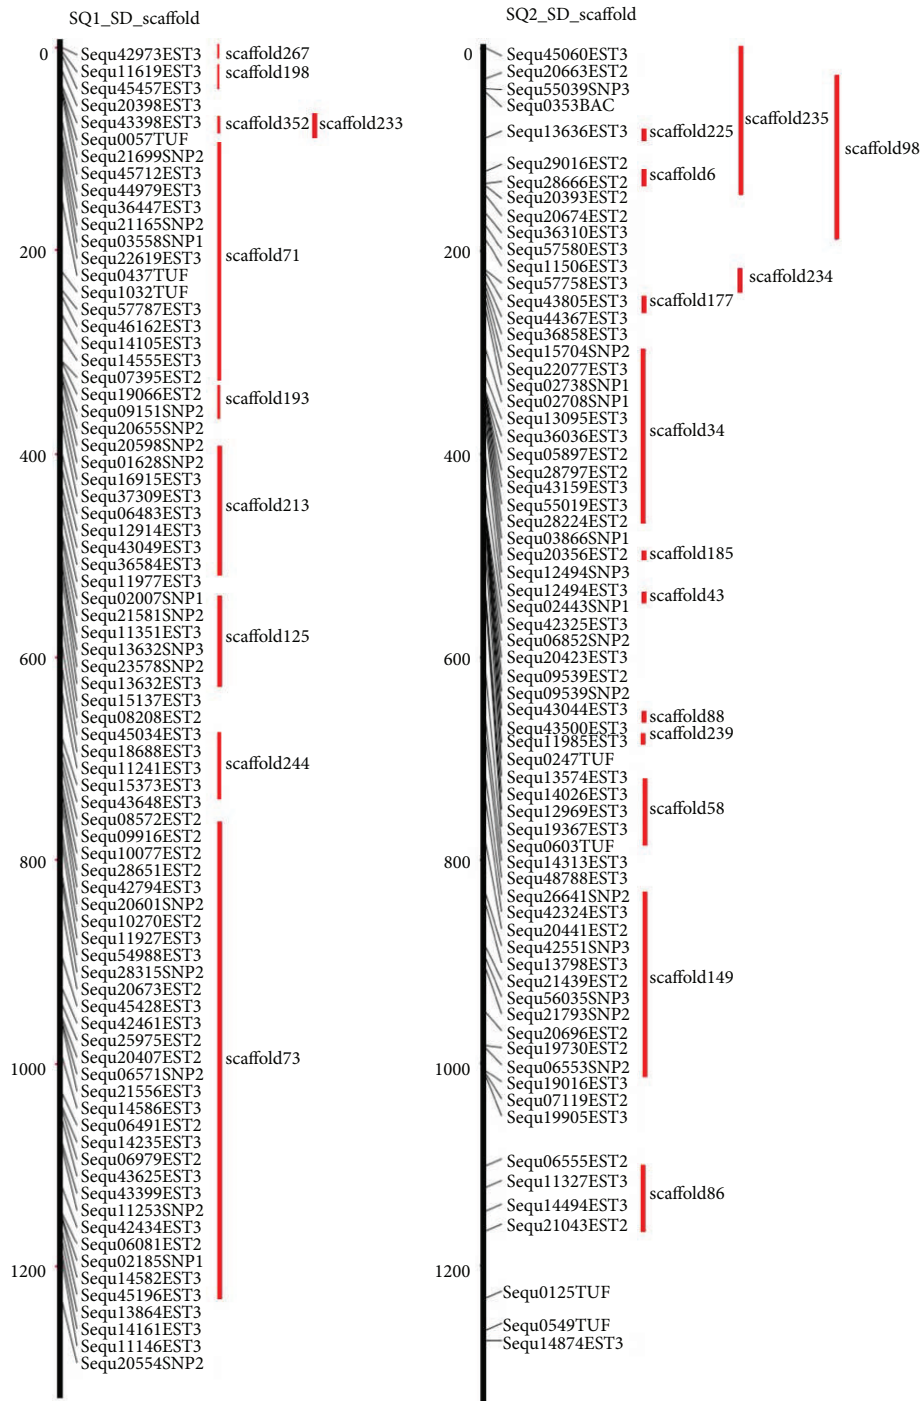 SQ1_SD_scaffold
0
200
400
600
800
1000
1200
Sequ42973EST3
Sequ11619EST3
Sequ45457EST3
Sequ20398EST3
Sequ43398EST3
Sequ0057TUF
Sequ21699SNP2
Sequ45712EST3
Sequ44979EST3
Sequ36447EST3
Sequ21165SNP2
Sequ03558SNP1
Sequ22619EST3
Sequ0437TUF
Sequ1032TUF
Sequ57787EST3
Sequ46162EST3
Sequ14105EST3
Sequ14555EST3
Sequ07395EST2
Sequ19066EST2
Sequ09151SNP2
Sequ20655SNP2
Sequ20598SNP2
Sequ01628SNP2
Sequ16915EST3
Sequ37309EST3
Sequ06483EST3
Sequ12914EST3
Sequ43049EST3
Sequ36584EST3
Sequ11977EST3
Sequ02007SNP1
Sequ21581SNP2
Sequ11351EST3
Sequ13632SNP3
Sequ23578SNP2
Sequ13632EST3
Sequ15137EST3
Sequ08208EST2
Sequ45034EST3
Sequ18688EST3
Sequ11241EST3
Sequ15373EST3
Sequ43648EST3
Sequ08572EST2
Sequ09916EST2
Sequ10077EST2
Sequ28651EST2
Sequ42794EST3
Sequ20601SNP2
Sequ10270EST2
Sequ11927EST3
Sequ54988EST3
Sequ28315SNP2
Sequ20673EST2
Sequ45428EST3
Sequ42461EST3
Sequ25975EST2
Sequ20407EST2
Sequ06571SNP2
Sequ21556EST3
Sequ14586EST3
Sequ06491EST2
Sequ14235EST3
Sequ06979EST2
Sequ43625EST3
Sequ43399EST3
Sequ11253SNP2
Sequ42434EST3
Sequ06081EST2
Sequ02185SNP1
Sequ14582EST3
Sequ45196EST3
Sequ13864EST3
Sequ14161EST3
Sequ11146EST3
Sequ20554SNP2
scaffold267
scaffold198
scaffold352
scaffold233
scaffold71
scaffold193
scaffold213
scaffold125
scaffold244
scaffold73
SQ2_SD_scaffold
0
200
400
600
800
1000
1200
Sequ45060EST3
Sequ20663EST2
Sequ55039SNP3
Sequ0353BAC
Sequ13636EST3
Sequ29016EST2
Sequ28666EST2
Sequ20393EST2
Sequ20674EST2
Sequ36310EST3
Sequ57580EST3
Sequ11506EST3
Sequ57758EST3
Sequ43805EST3
Sequ44367EST3
Sequ36858EST3
Sequ15704SNP2
Sequ22077EST3
Sequ02738SNP1
Sequ02708SNP1
Sequ13095EST3
Sequ36036EST3
Sequ05897EST2
Sequ28797EST2
Sequ43159EST3
Sequ55019EST3
Sequ28224EST2
Sequ03866SNP1
Sequ20356EST2
Sequ12494SNP3
Sequ12494EST3
Sequ02443SNP1
Sequ42325EST3
Sequ06852SNP2
Sequ20423EST3
Sequ09539EST2
Sequ09539SNP2
Sequ43044EST3
Sequ43500EST3
Sequ11985EST3
Sequ0247TUF
Sequ13574EST3
Sequ14026EST3
Sequ12969EST3
Sequ19367EST3
Sequ0603TUF
Sequ14313EST3
Sequ48788EST3
Sequ26641SNP2
Sequ42324EST3
Sequ20441EST2
Sequ42551SNP3
Sequ13798EST3
Sequ21439EST2
Sequ56035SNP3
Sequ21793SNP2
Sequ20696EST2
Sequ19730EST2
Sequ06553SNP2
Sequ19016EST3
Sequ07119EST2
Sequ19905EST3
Sequ06555EST2
Sequ11327EST3
Sequ14494EST3
Sequ21043EST2
Sequ0125TUF
Sequ0549TUF
Sequ14874EST3
scaffold235
scaffold98
scaffold225
scaffold6
scaffold234
scaffold177
scaffold34
scaffold185
scaffold43
scaffold88
scaffold239
scaffold58
scaffold149
scaffold86